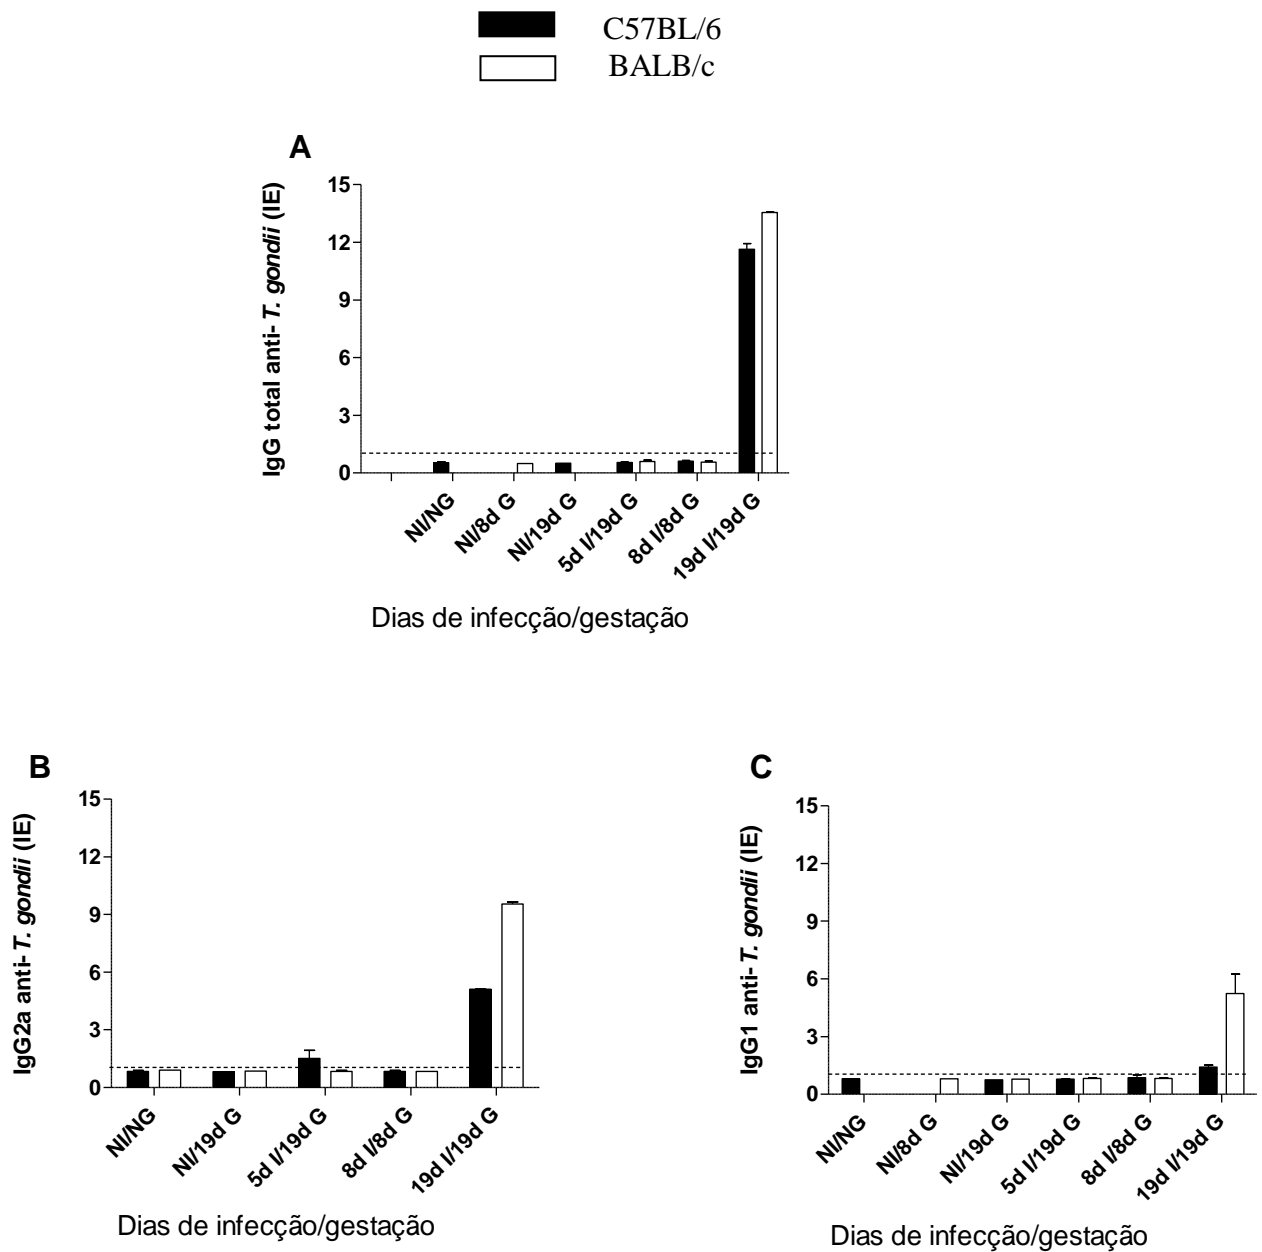 C57BL/6
BALB/c
A
IgG total anti-T. gondii (IE)
15
12
9
6
3
0
NI/NG
NI/8d G
NI/19d G
5d I/19d G
8d I/8d G
19d I/19d G
Dias de infecção/gestação
B
IgG2a anti-T. gondii (IE)
15
12
9
6
3
0
NI/NG
NI/19d G
5d I/19d G
8d I/8d G
19d I/19d G
Dias de infecção/gestação
C
IgG1 anti-T. gondii (IE)
15
12
9
6
3
0
NI/NG
NI/8d G
NI/19d G
5d I/19d G
8d I/8d G
19d I/19d G
Dias de infecção/gestação